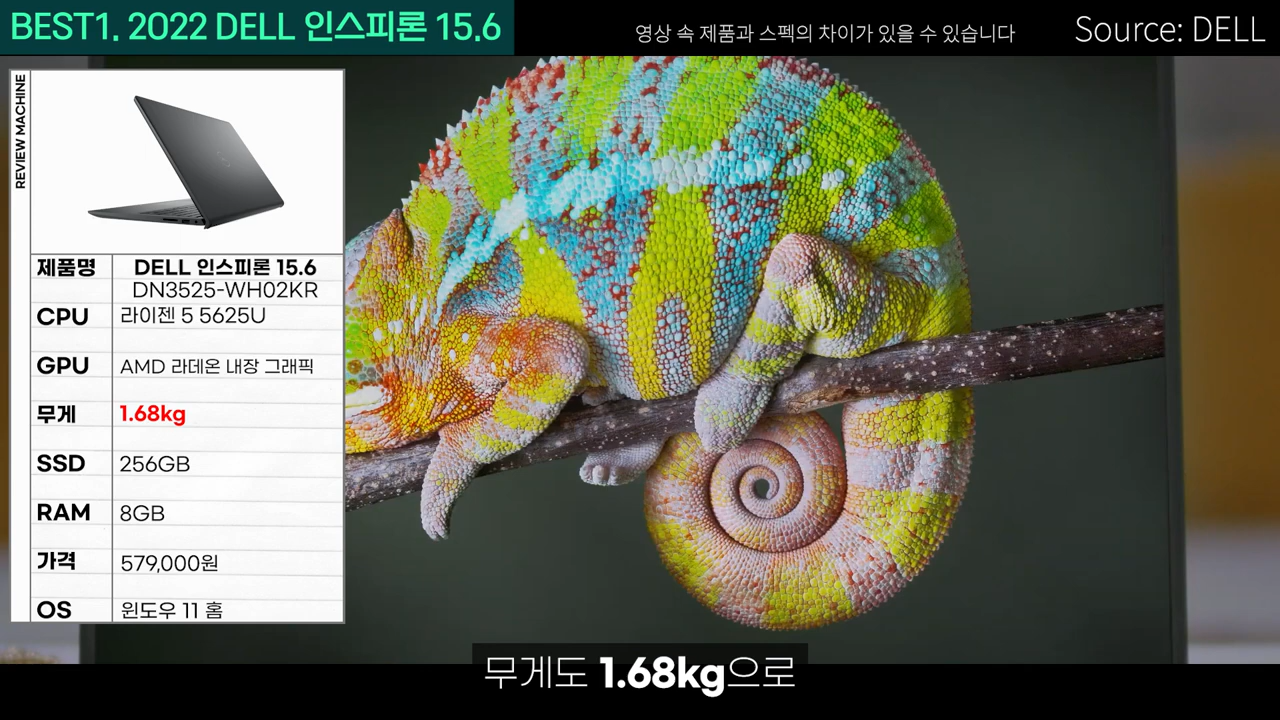 BEST1. 2022 DELL 인스피론 15.6
영상 속 제품과 스펙의 차이가 있을 수 있습니다
Source: DELL
REVIEW MACHINE
제품명 DELL 인스피론 15.6
DN3525-WH02KR
CPU 라이젠 5 5625U
GPU AMD 라데온 내장 그래픽
무게 1.68kg
SSD 256GB
RAM 8GB
가격 579,000원
OS 윈도우 11 홈
무게도 1.68kg으로